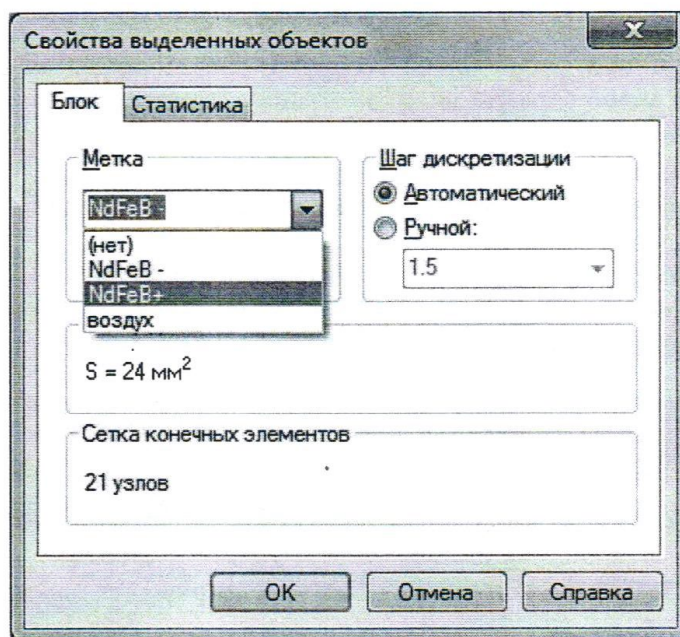 Свойства выделенных объектов
Блок
Статистика
Метка
NdFeB -
(нет)
NdFeB -
NdFeB+
воздух
Шаг дискретизации
Автоматический
Ручной:
1.5
S = 24 мм²
Сетка конечных элементов
21 узлов
OK
Отмена
Справка